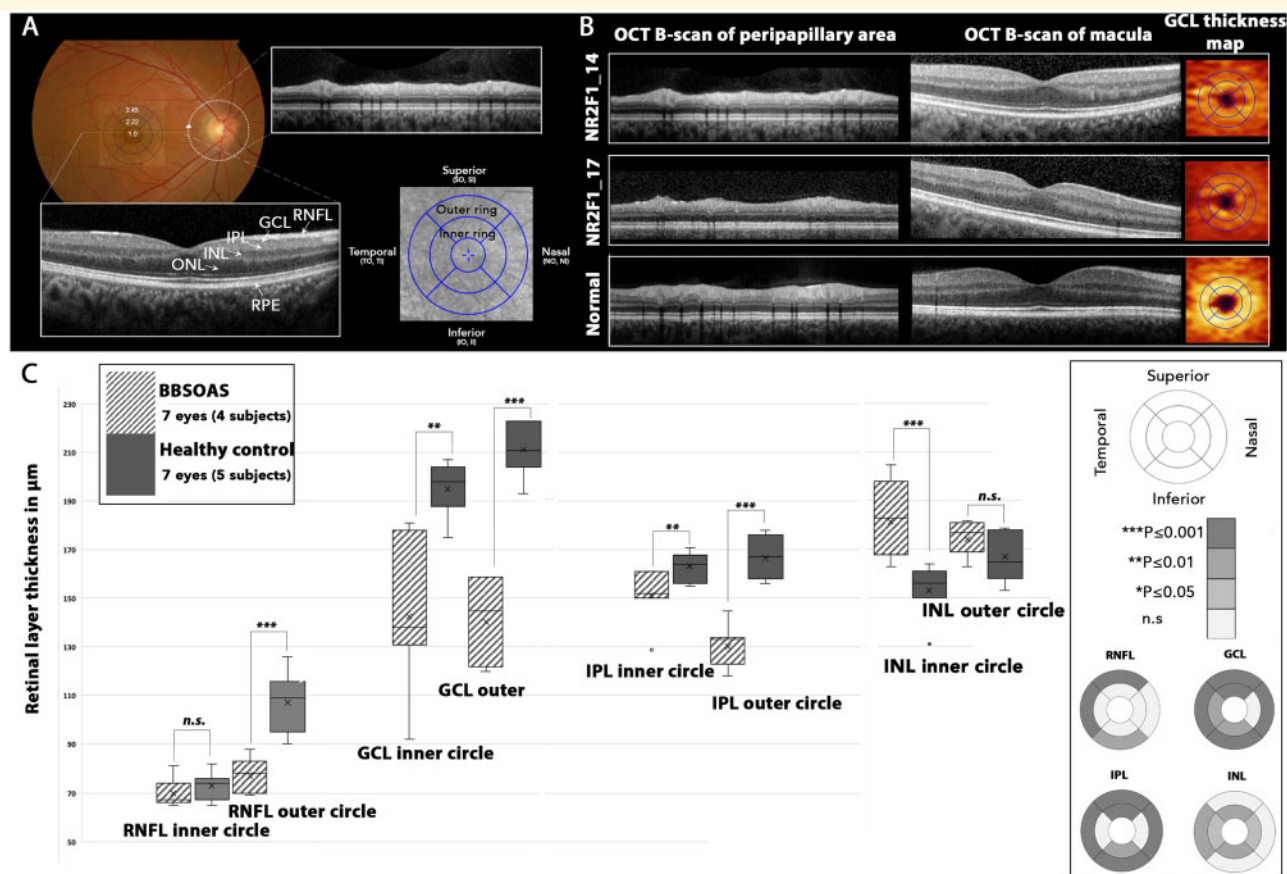 A
2.45
2.22
1.0
IPL
GCL
RNFL
INL
ONL
RPE
Superior
(SO, SI)
Outer ring
Inner ring
Temporal
(TO, TI)
Nasal
(NO, NI)
Inferior
(IO, II)
B
OCT B-scan of peripapillary area
OCT B-scan of macula
GCL thickness
map
NR2F1_14
NR2F1_17
Normal
C
BBSOAS
7 eyes (4 subjects)
Healthy control
7 eyes (5 subjects)
Retinal layer thickness in µm
230
210
190
170
150
130
110
90
70
50
n.s.
RNFL inner circle
***
RNFL outer circle
**
GCL inner circle
***
GCL outer
**
IPL inner circle
***
IPL outer circle
***
INL inner circle
n.s.
INL outer circle
Superior
Temporal
Nasal
Inferior
***P≤0.001
**P≤0.01
*P≤0.05
n.s
RNFL
GCL
IPL
INL